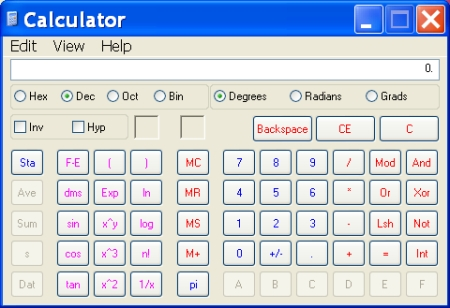 Calculator
Edit View Help
0.
Hex Dec Oct Bin Degrees Radians Grads
Inv Hyp Backspace CE C
Sta F-E ( ) MC 7 8 9 / Mod And
Ave dms Exp ln MR 4 5 6 * Or Xor
Sum sin x^y log MS 1 2 3 - Lsh Not
s cos x^3 n! M+ 0 +/- . + = Int
Dat tan x^2 1/x pi A B C D E F